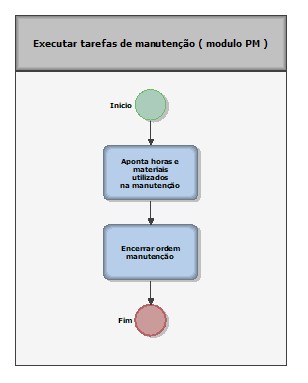 Executar tarefas de manutenção ( modulo PM )
Inicio
Aponta horas e
materiais
utilizados
na manutenção
Encerrar ordem
manutenção
Fim